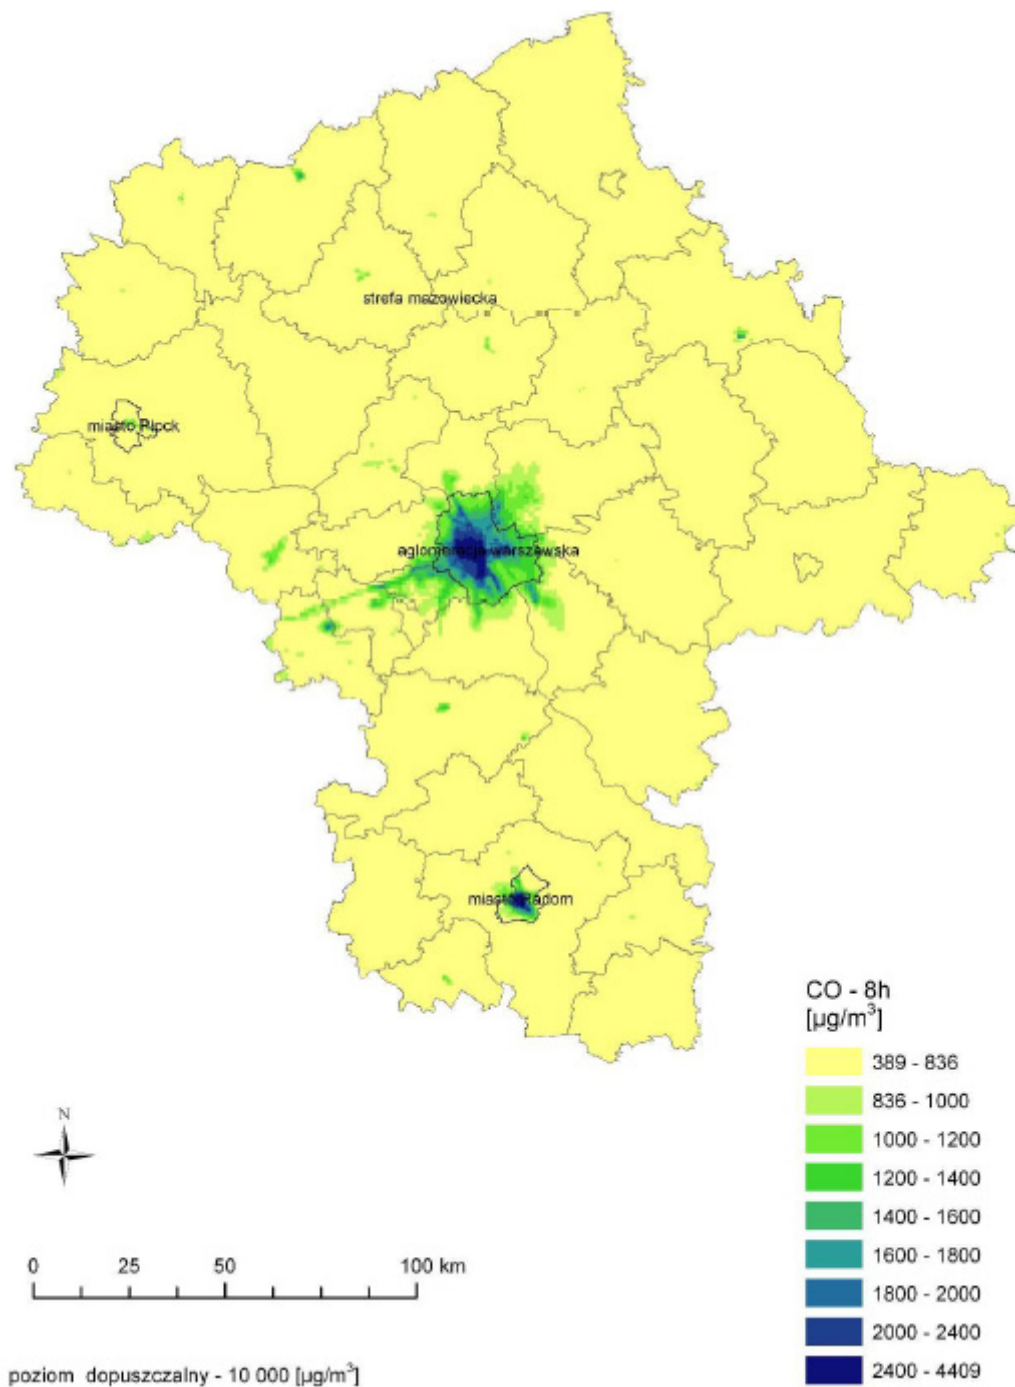 strefa mazowiecka
miasto Płock
aglomeracja warszawska
miasto Radom
CO - 8h
[µg/m³]
389 - 836
836 - 1000
1000 - 1200
1200 - 1400
1400 - 1600
1600 - 1800
1800 - 2000
2000 - 2400
2400 - 4409
N
0 25 50 100 km
poziom dopuszczalny - 10 000 [µg/m³]